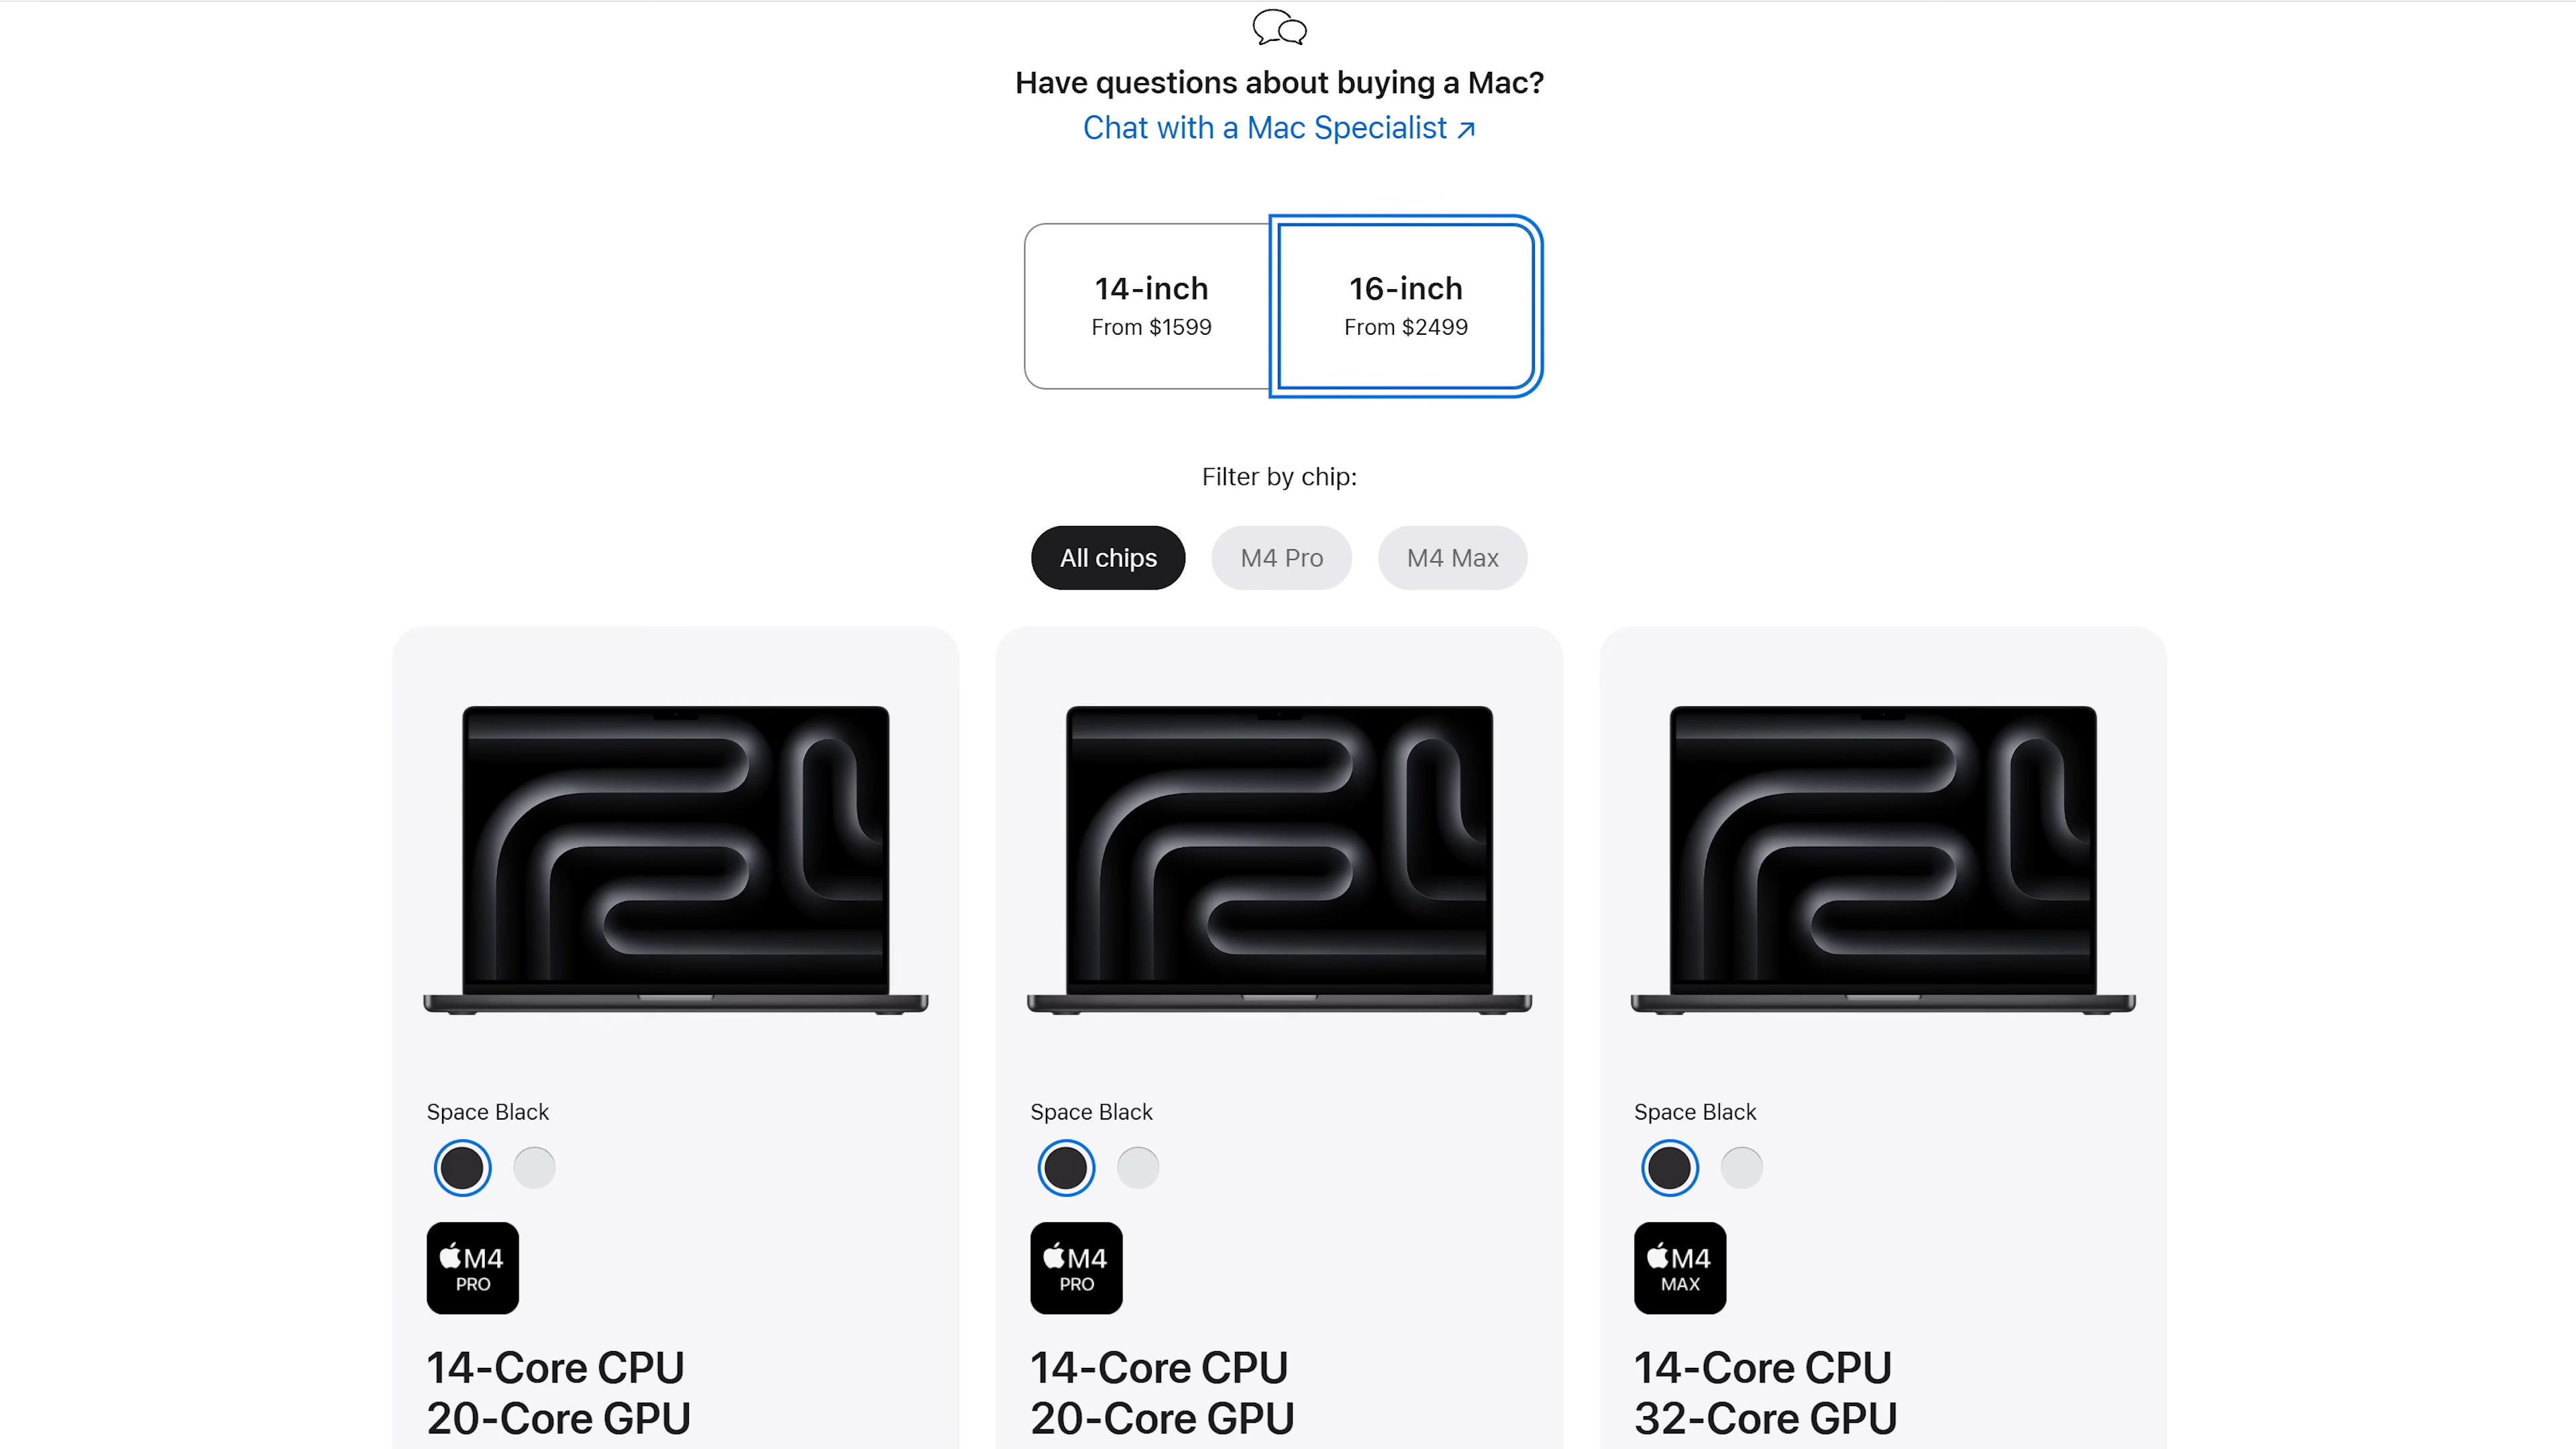 Have questions about buying a Mac?
Chat with a Mac Specialist ↗
14-inch
From $1599
16-inch
From $2499
Filter by chip:
All chips
M4 Pro
M4 Max
Space Black
M4
PRO
14-Core CPU
20-Core GPU
Space Black
M4
PRO
14-Core CPU
20-Core GPU
Space Black
M4
MAX
14-Core CPU
32-Core GPU